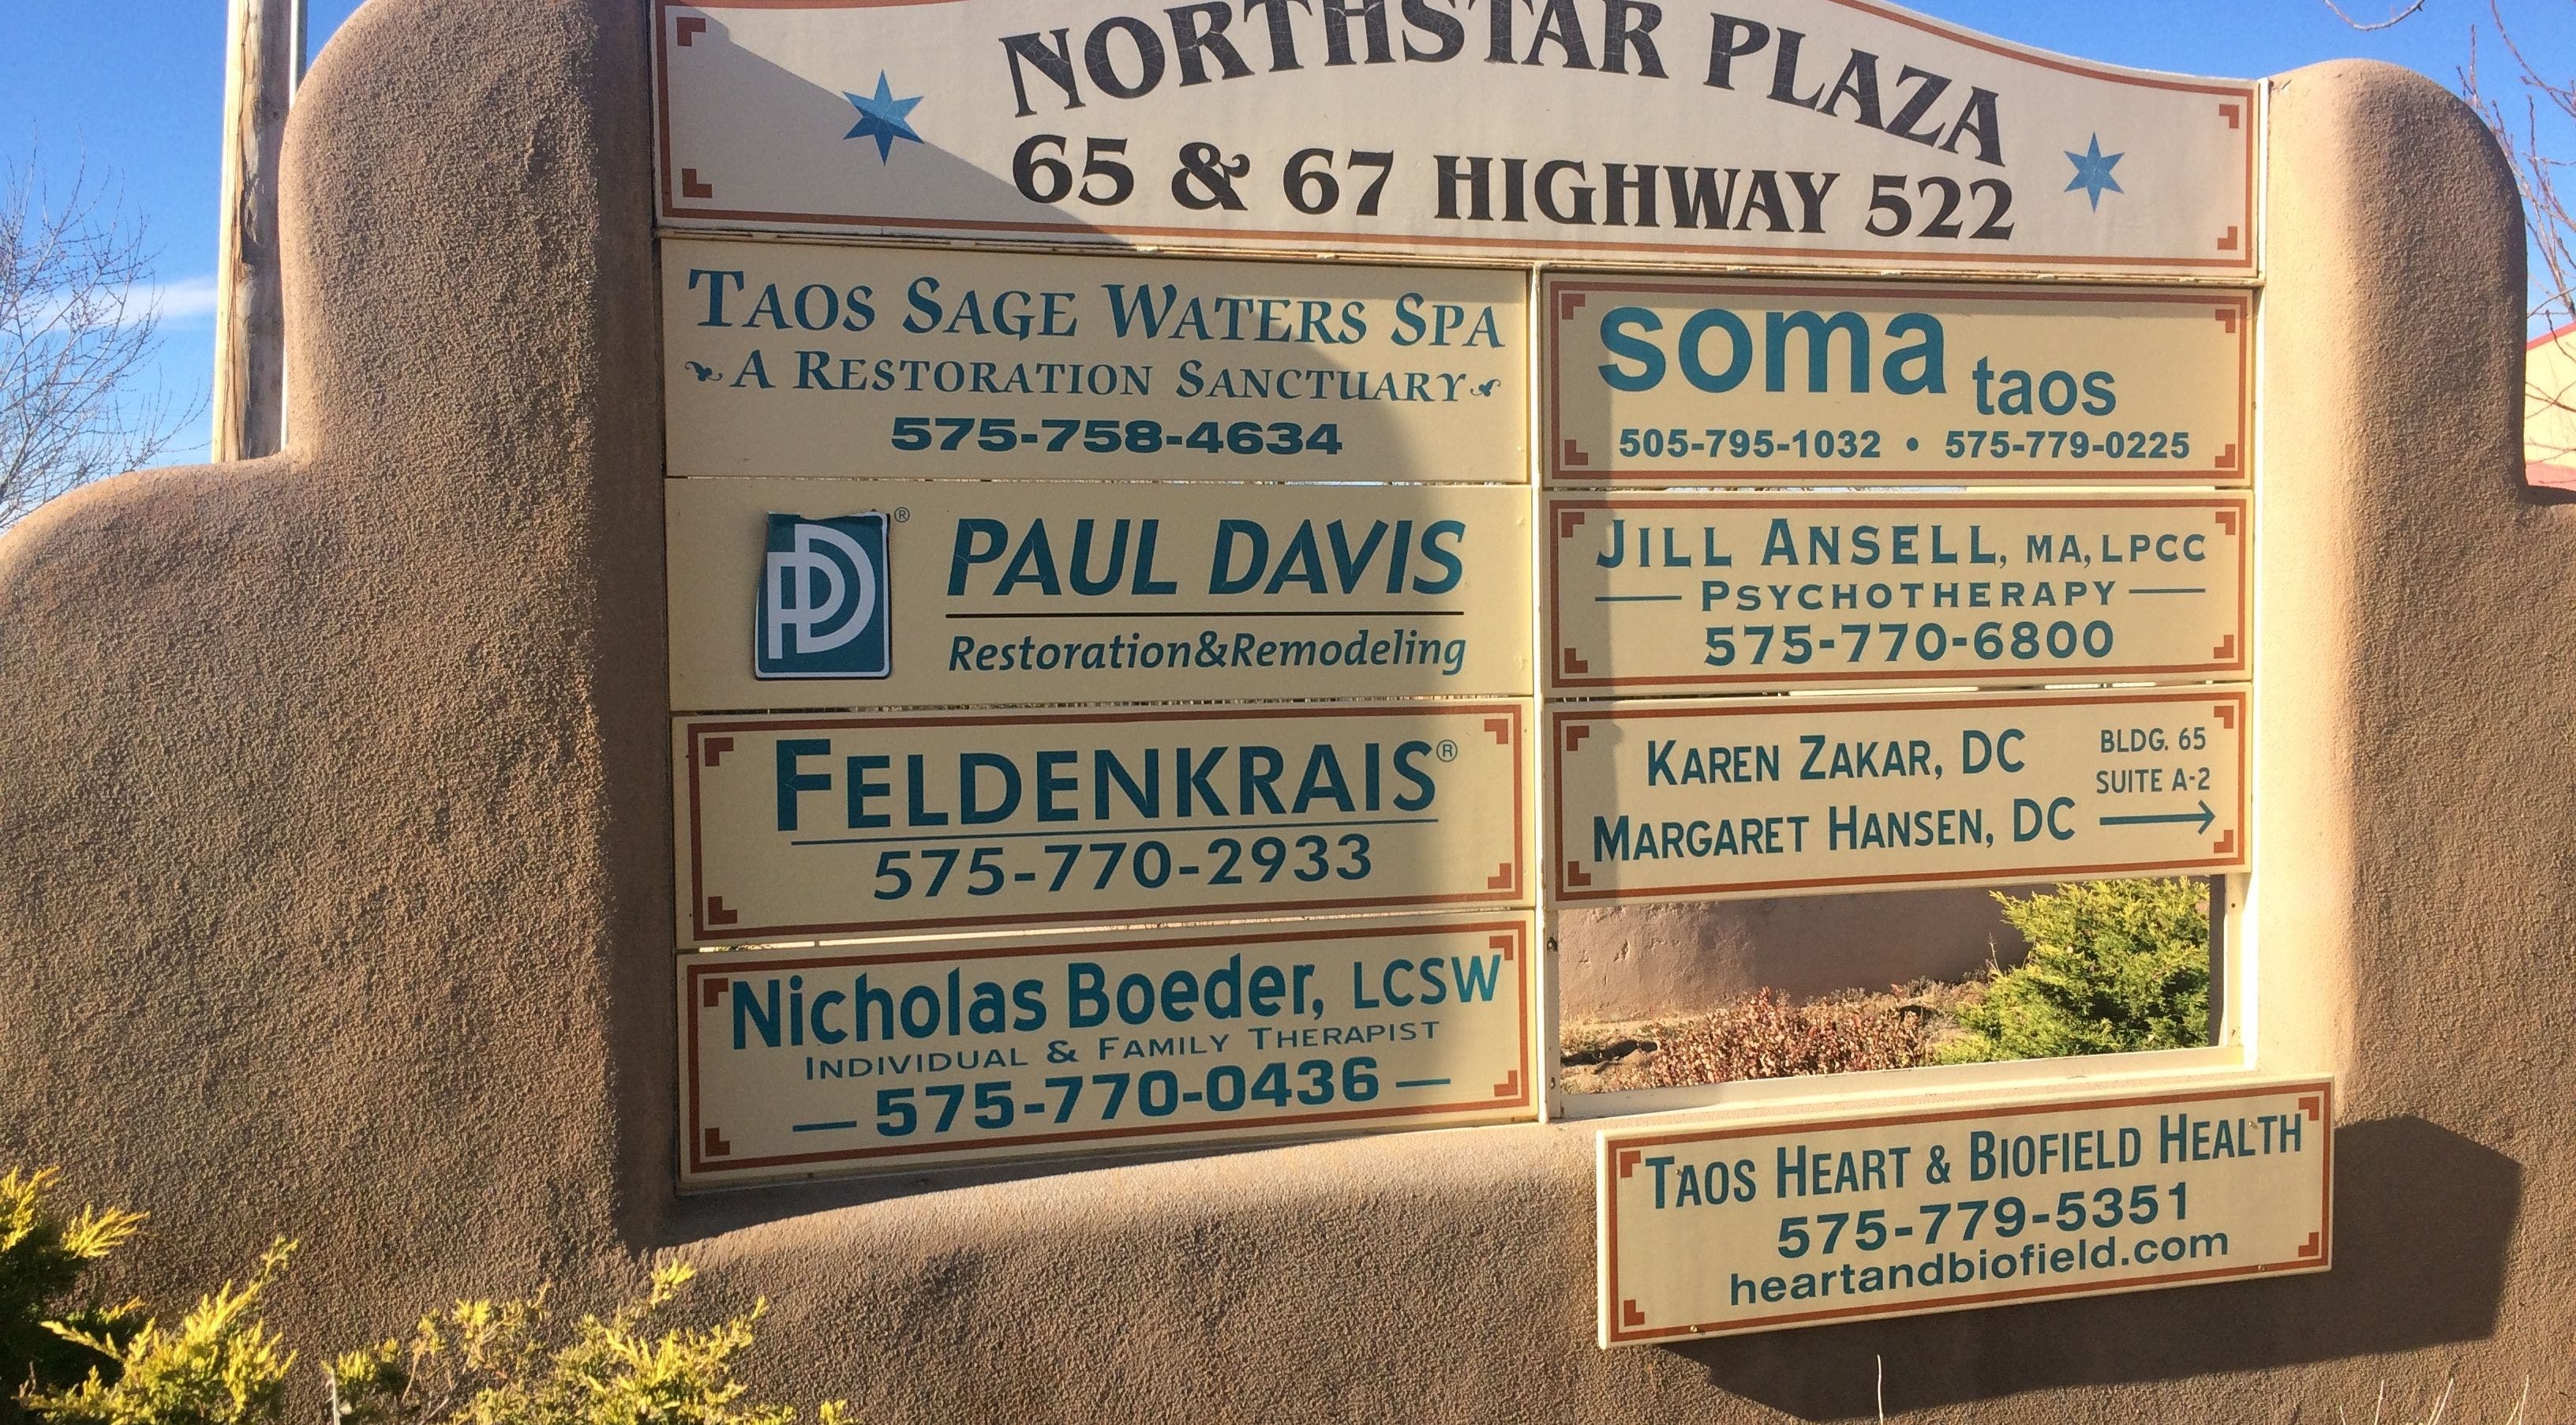 NORTHSTAR PLAZA
65 & 67 HIGHWAY 522
TAOS SAGE WATERS SPA
A RESTORATION SANCTUARY
575-758-4634
PD ®
PAUL DAVIS
Restoration&Remodeling
FELDENKRAIS®
575-770-2933
Nicholas Boeder, LCSW
INDIVIDUAL & FAMILY THERAPIST
— 575-770-0436 —
soma taos
505-795-1032 • 575-779-0225
JILL ANSELL, MA, LPCC
— PSYCHOTHERAPY —
575-770-6800
KAREN ZAKAR, DC
MARGARET HANSEN, DC
BLDG. 65
SUITE A-2
→
TAOS HEART & BIOFIELD HEALTH
575-779-5351
heartandbiofield.com